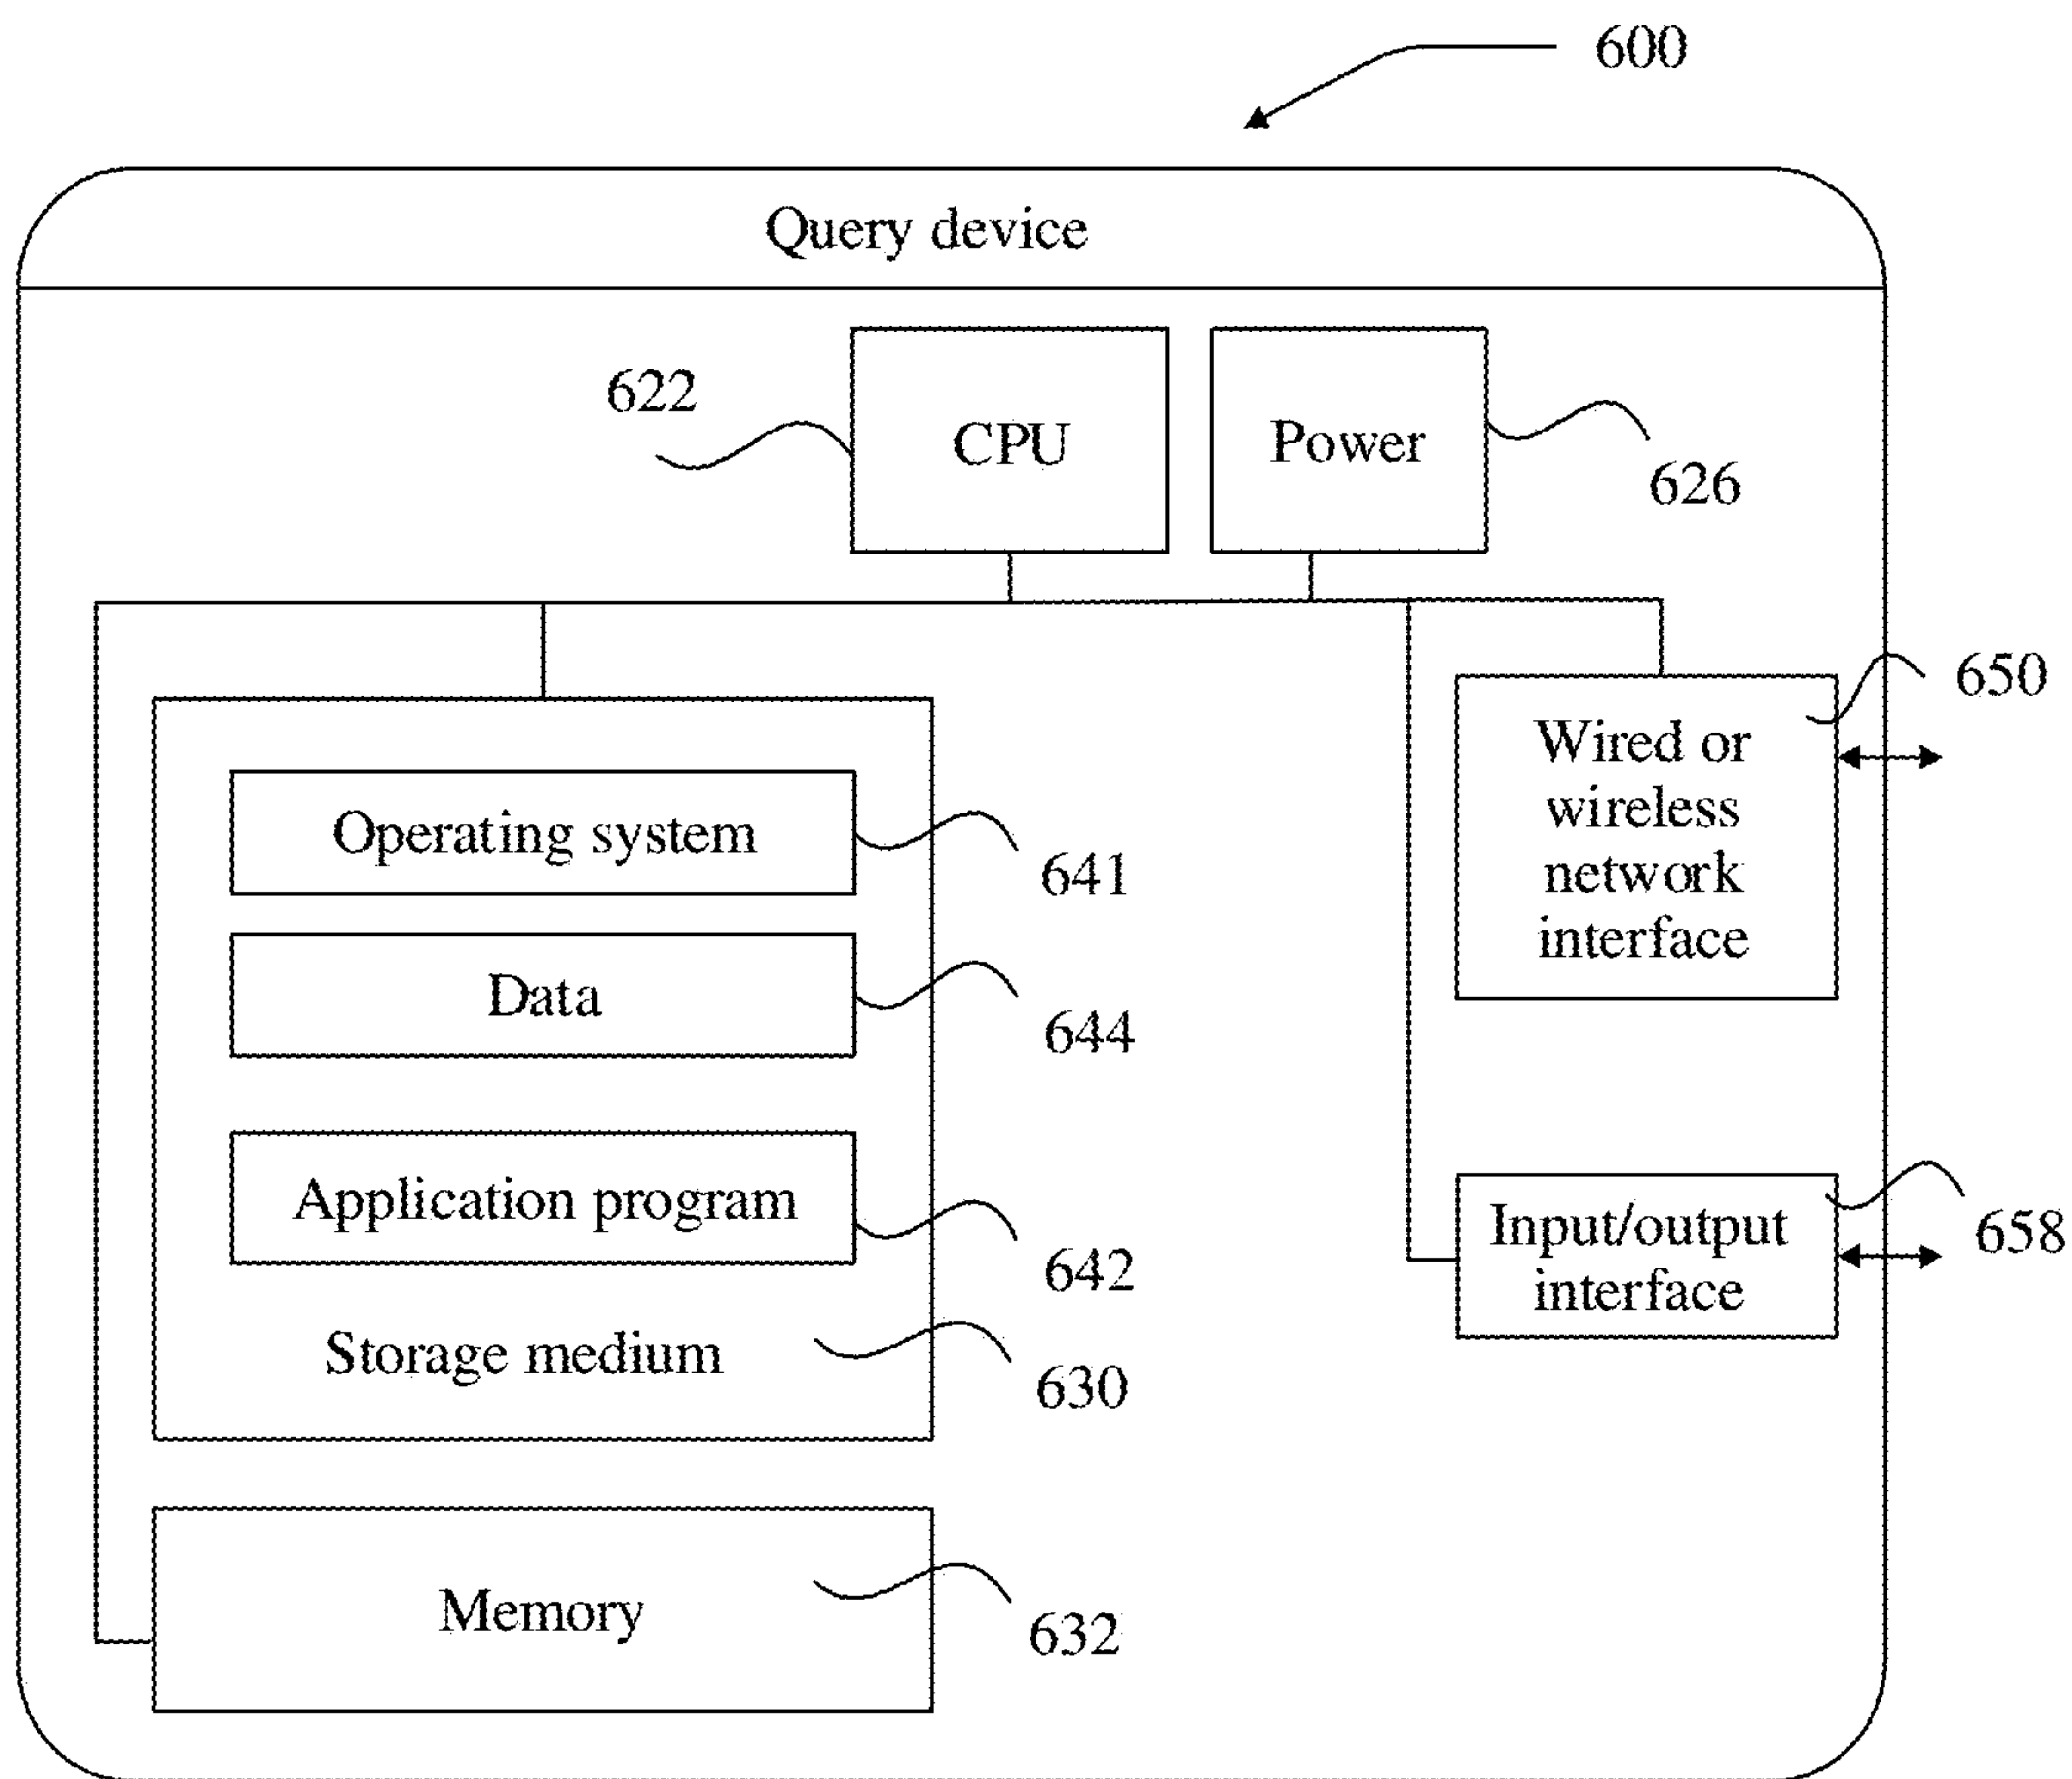 600
Query device
622
CPU
Power
626
650
Wired or
wireless
network
interface
Operating system
641
Data
644
Application program
642
Input/output
interface
658
Storage medium
630
Memory
632